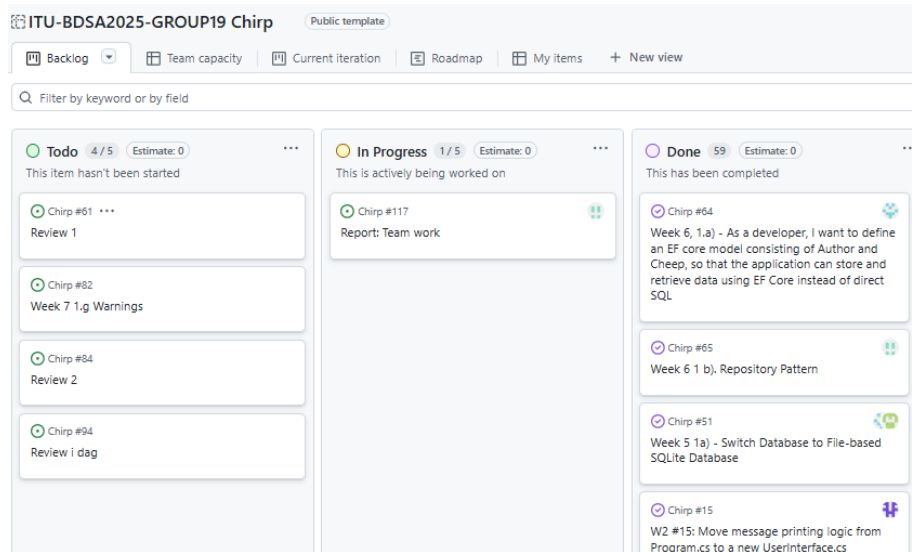 ITU-BDSA2025-GROUP19 Chirp
Public template
Backlog
Team capacity
Current iteration
Roadmap
My items
+ New view
Filter by keyword or by field
Todo 4 / 5 Estimate: 0 ...
This item hasn't been started
Chirp #61 ...
Review 1
Chirp #82
Week 7 1.g Warnings
Chirp #84
Review 2
Chirp #94
Review i dag
In Progress 1 / 5 Estimate: 0 ...
This is actively being worked on
Chirp #117
Report: Team work
Done 59 Estimate: 0
This has been completed
Chirp #64
Week 6, 1.a) - As a developer, I want to define
an EF core model consisting of Author and
Cheep, so that the application can store and
retrieve data using EF Core instead of direct
SQL
Chirp #65
Week 6 1 b). Repository Pattern
Chirp #51
Week 5 1a) - Switch Database to File-based
SQLite Database
Chirp #15
W2 #15: Move message printing logic from
Program.cs to a new UserInterface.cs